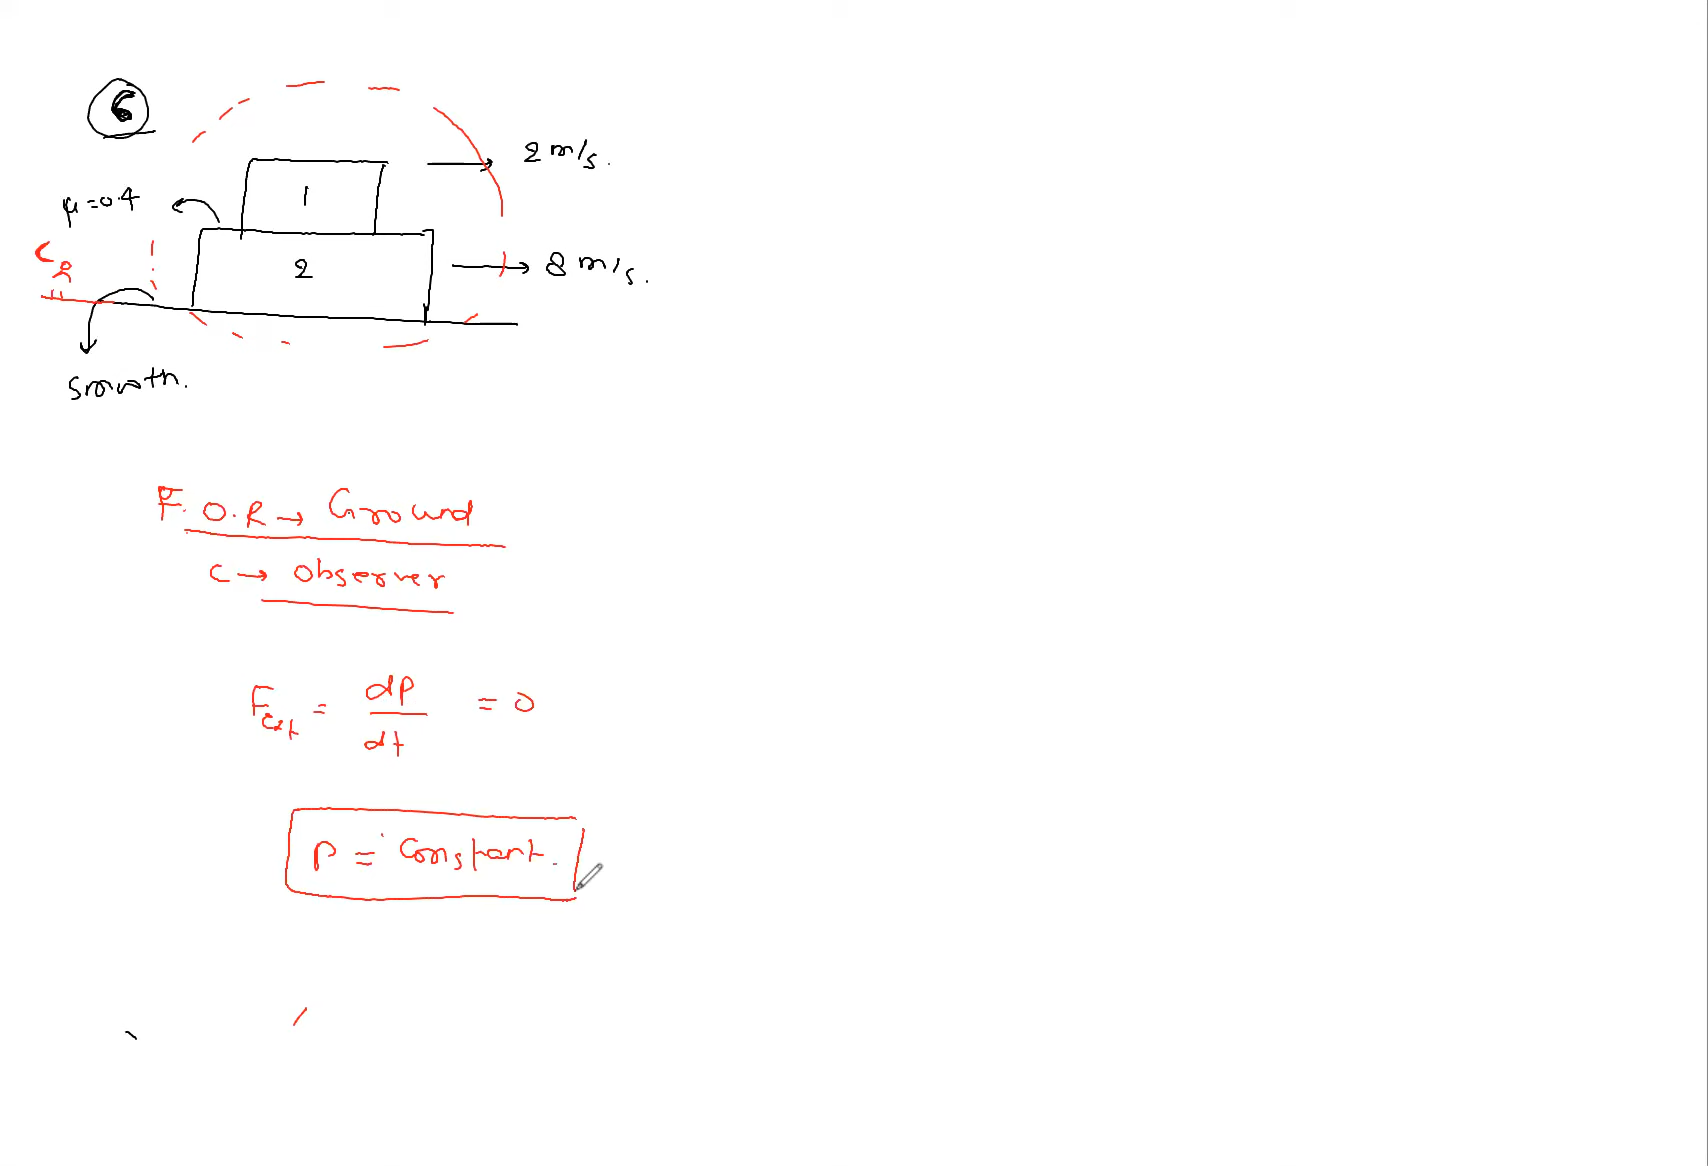 6
2 m/s.
1
μ = 0.4
C
2
8 m/s.
Smooth.
F.O.R → Ground
C → Observer
Fext = dP/dt = 0
P = Constant.